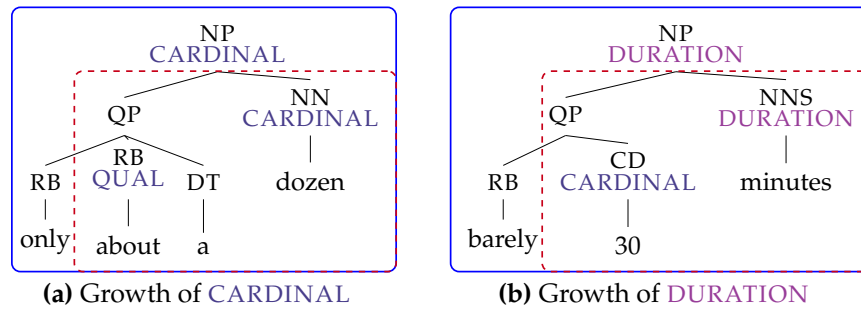 NP
CARDINAL
QP
NN
CARDINAL
RB
RB
QUAL
DT
dozen
only
about
a
(a) Growth of CARDINAL
NP
DURATION
QP
NNS
DURATION
RB
CD
CARDINAL
minutes
barely
30
(b) Growth of DURATION